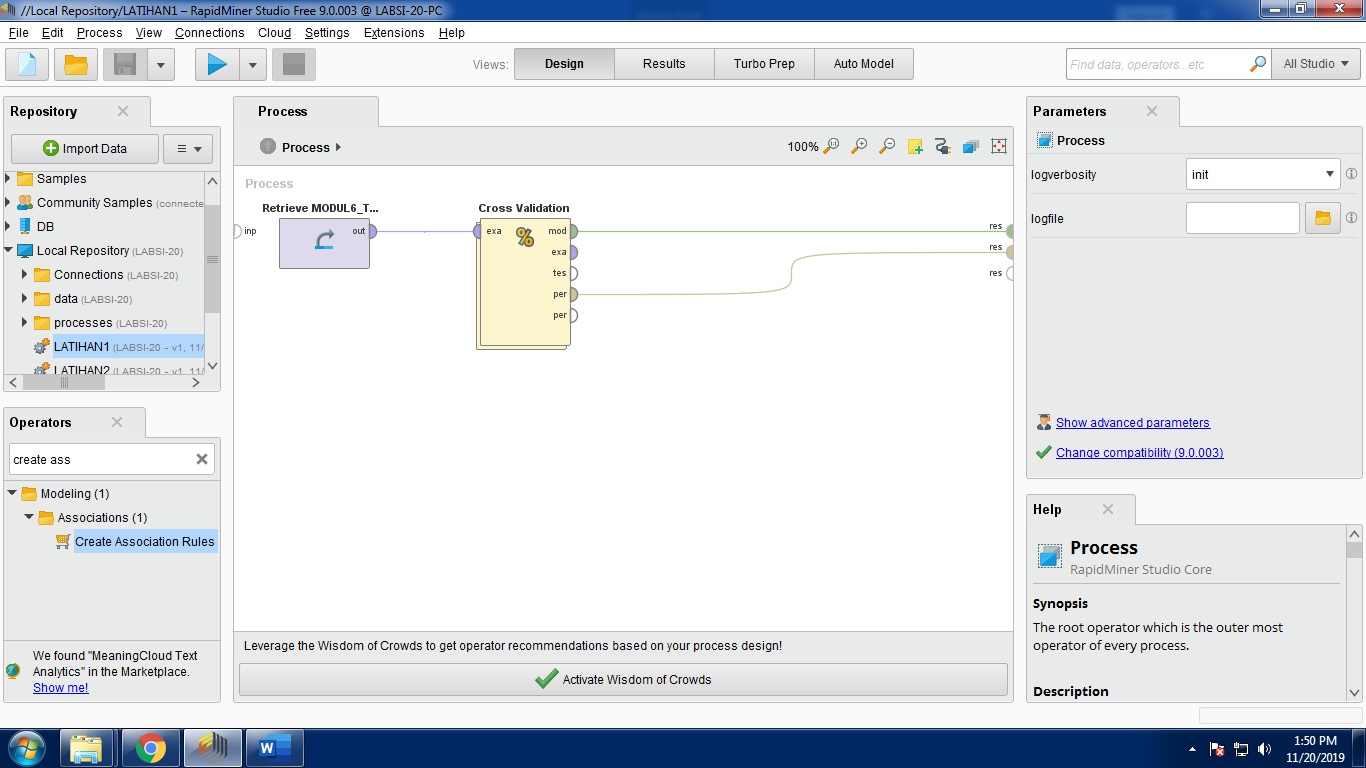 //Local Repository/LATIHAN1 – RapidMiner Studio Free 9.0.003 @ LABSI-20-PC
File Edit Process View Connections Cloud Settings Extensions Help
Views: Design Results Turbo Prep Auto Model
Find data, operators...etc
All Studio
Repository
Import Data
Samples
Community Samples (connecte
DB
Local Repository (LABSI-20)
Connections (LABSI-20)
data (LABSI-20)
processes (LABSI-20)
LATIHAN1 (LABSI-20 - v1, 11/
LATIHAN2 (LABSI-20 - v1, 11/
Operators
create ass
Modeling (1)
Associations (1)
Create Association Rules
We found "MeaningCloud Text
Analytics" in the Marketplace.
Show me!
Process
Process
100%
Process
Retrieve MODUL6_T...
inp
out
Cross Validation
exa
%
mod
exa
tes
per
per
res
res
res
Leverage the Wisdom of Crowds to get operator recommendations based on your process design!
Activate Wisdom of Crowds
Parameters
Process
logverbosity
init
logfile
Show advanced parameters
Change compatibility (9.0.003)
Help
Process
RapidMiner Studio Core
Synopsis
The root operator which is the outer most
operator of every process.
Description
1:50 PM
11/20/2019